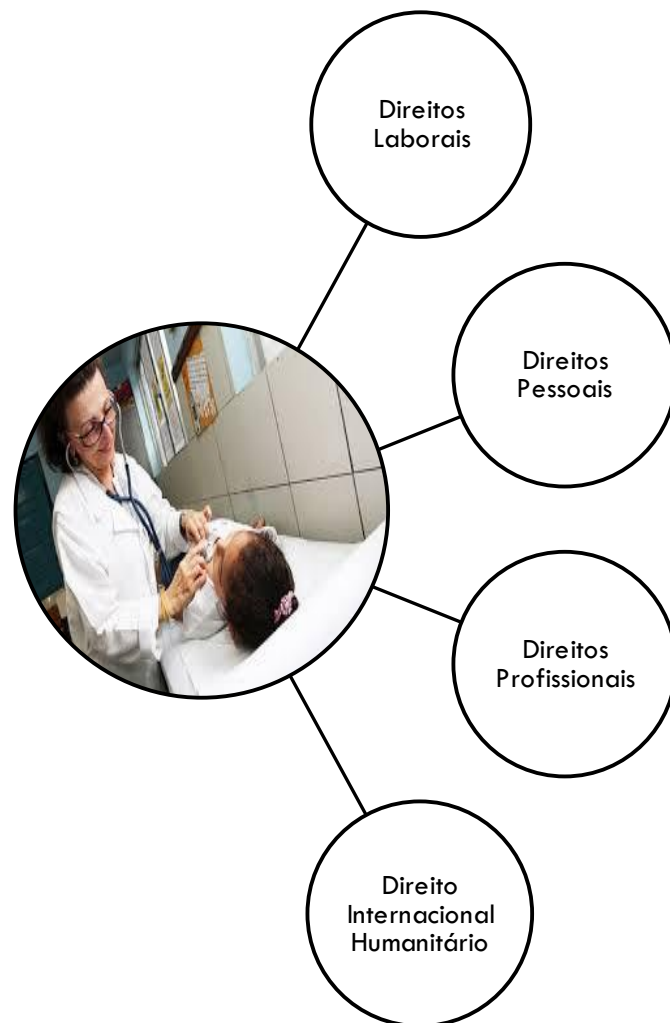 Direitos
Laborais
Direitos
Pessoais
Direitos
Profissionais
Direito
Internacional
Humanitário